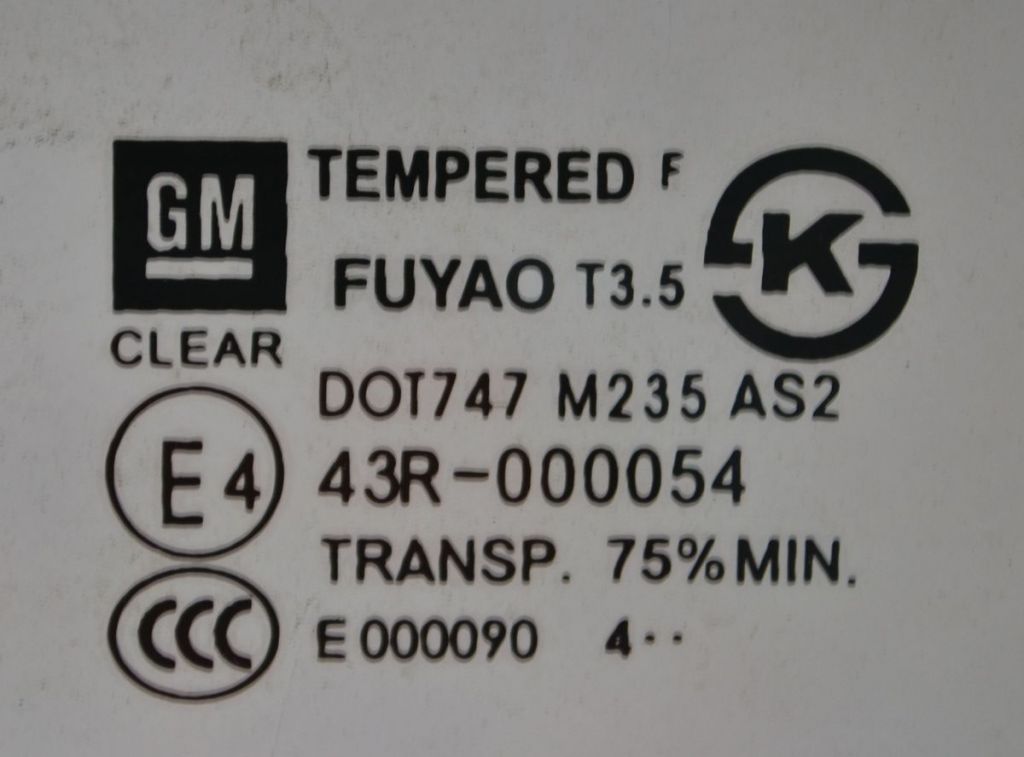 GM TEMPERED F
FUYAO T3.5 K
CLEAR
DOT747 M235 AS2
E4 43R-000054
TRANSP. 75% MIN.
CCC E000090 4··